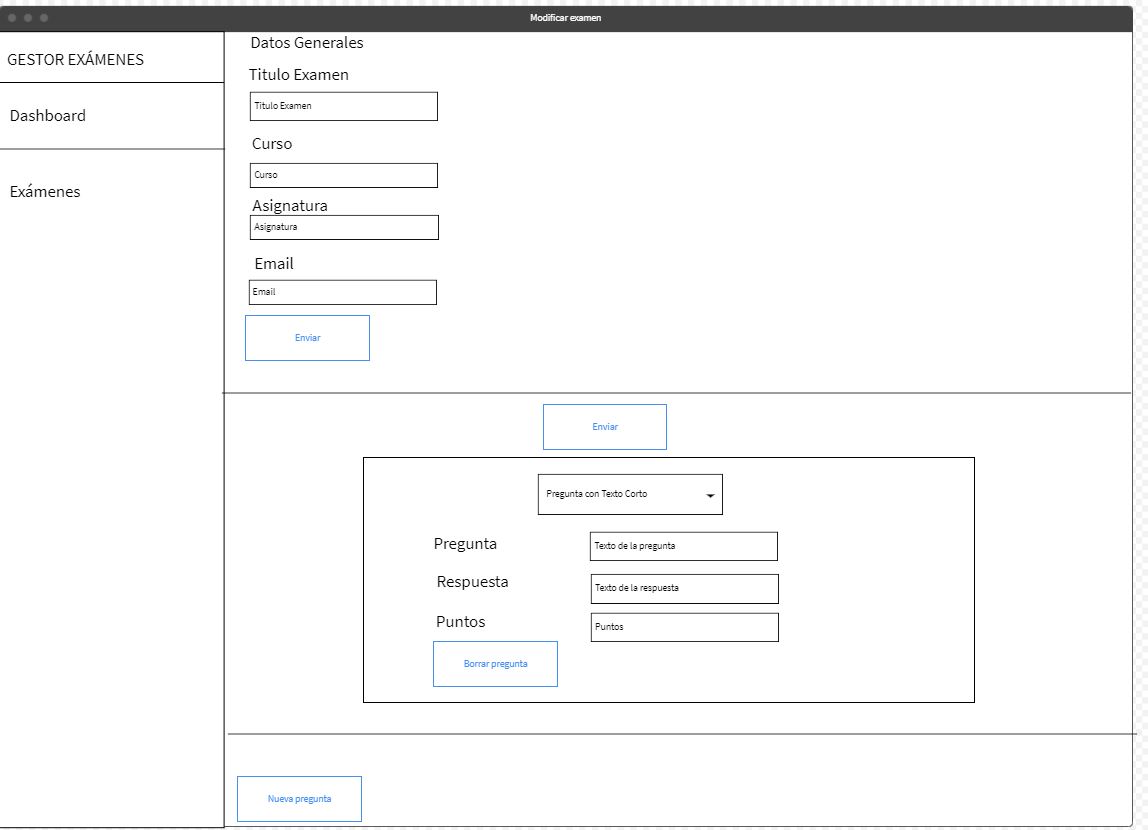 Modificar examen
GESTOR EXÁMENES
Dashboard
Exámenes
Datos Generales
Titulo Examen
Titulo Examen
Curso
Curso
Asignatura
Asignatura
Email
Email
Enviar
Enviar
Pregunta con Texto Corto
Pregunta
Texto de la pregunta
Respuesta
Texto de la respuesta
Puntos
Puntos
Borrar pregunta
Nueva pregunta